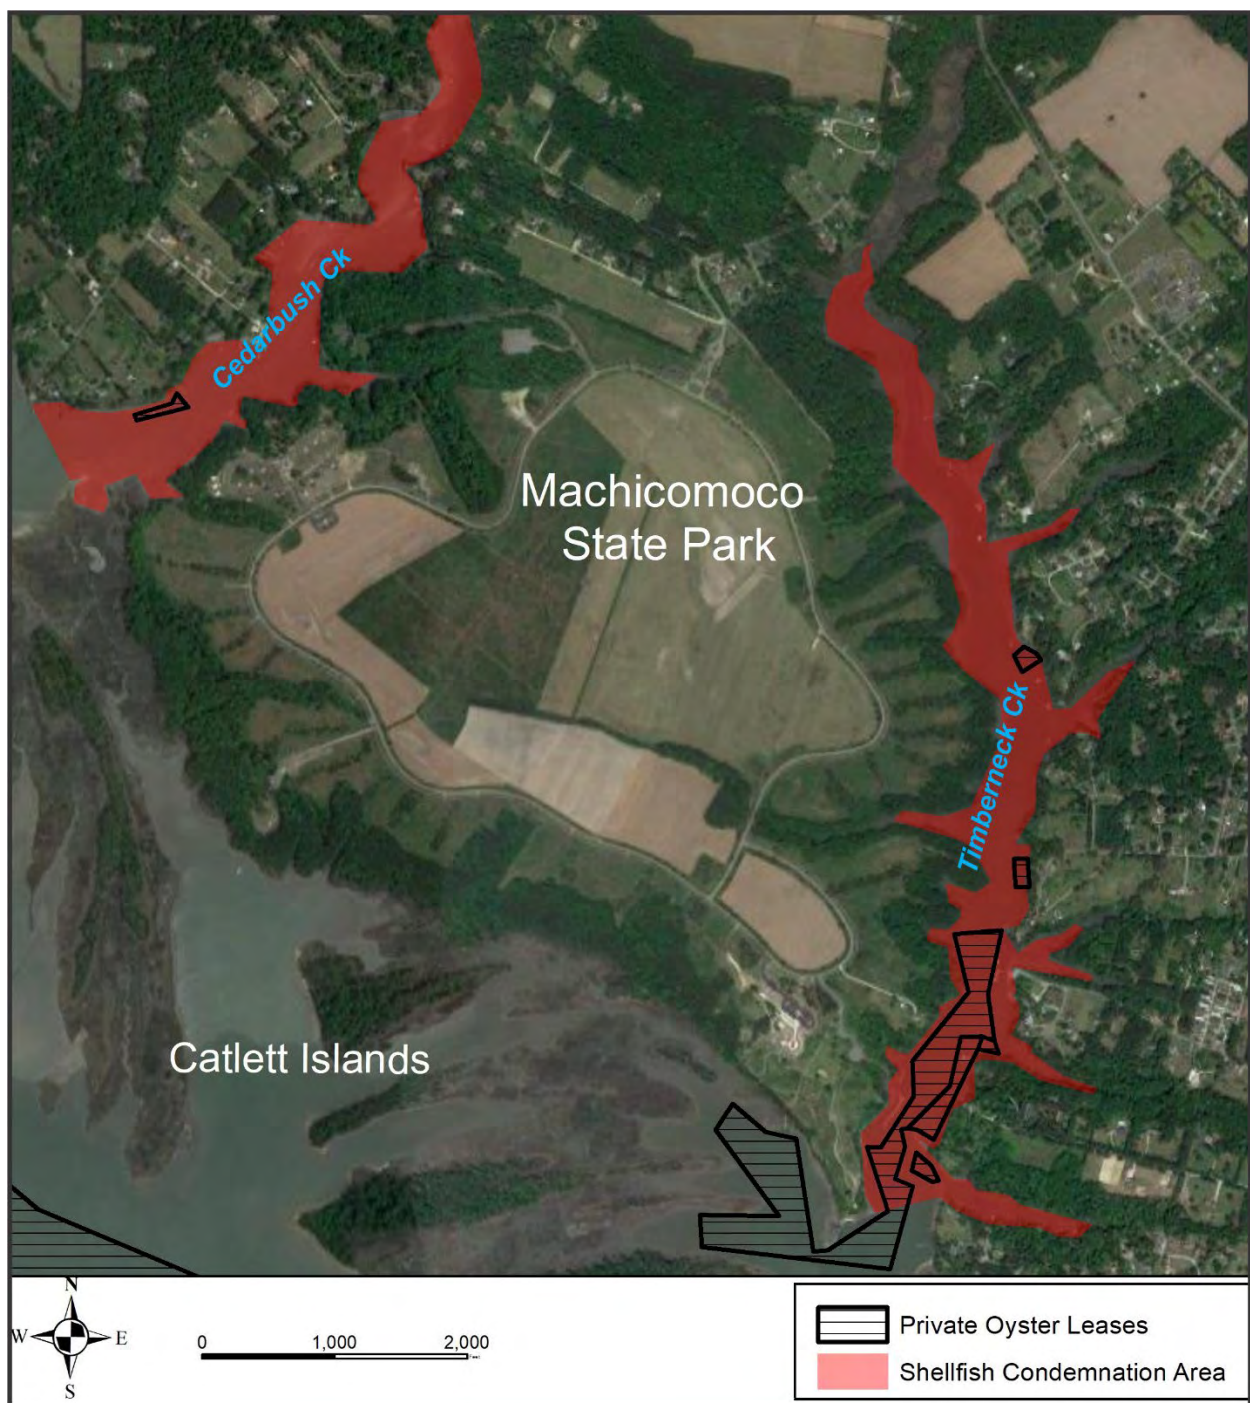 Cedarbush Ck
Machicomoco
State Park
Timberneck Ck
Catlett Islands
N
W
E
S
0
1,000
2,000
Feet
Private Oyster Leases
Shellfish Condemnation Area